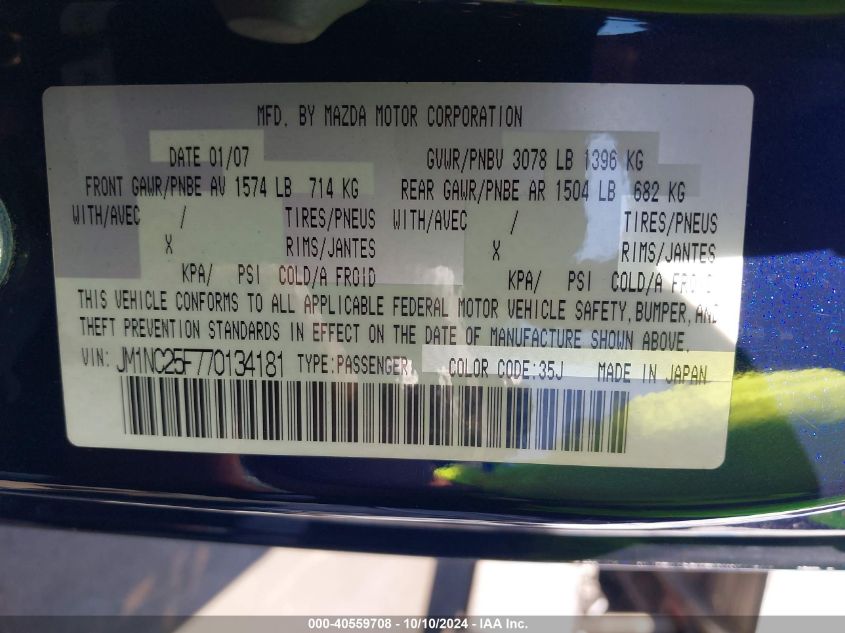 MFD. BY MAZDA MOTOR CORPORATION
DATE 01/07 GVWR/PNBV 3078 LB 1396 KG
FRONT GAWR/PNBE AV 1574 LB 714 KG REAR GAWR/PNBE AR 1504 LB 682 KG
WITH/AVEC / TIRES/PNEUS WITH/AVEC / TIRES/PNEUS
X RIMS/JANTES X RIMS/JANTES
KPA/ PSI COLD/A FROID KPA/ PSI COLD/A FROID
THIS VEHICLE CONFORMS TO ALL APPLICABLE FEDERAL MOTOR VEHICLE SAFETY, BUMPER, AND
THEFT PREVENTION STANDARDS IN EFFECT ON THE DATE OF MANUFACTURE SHOWN ABOVE.
VIN: JM1NC25F770134181 TYPE:PASSENGER COLOR CODE:35J MADE IN JAPAN
000-40559708 - 10/10/2024 - IAA Inc.